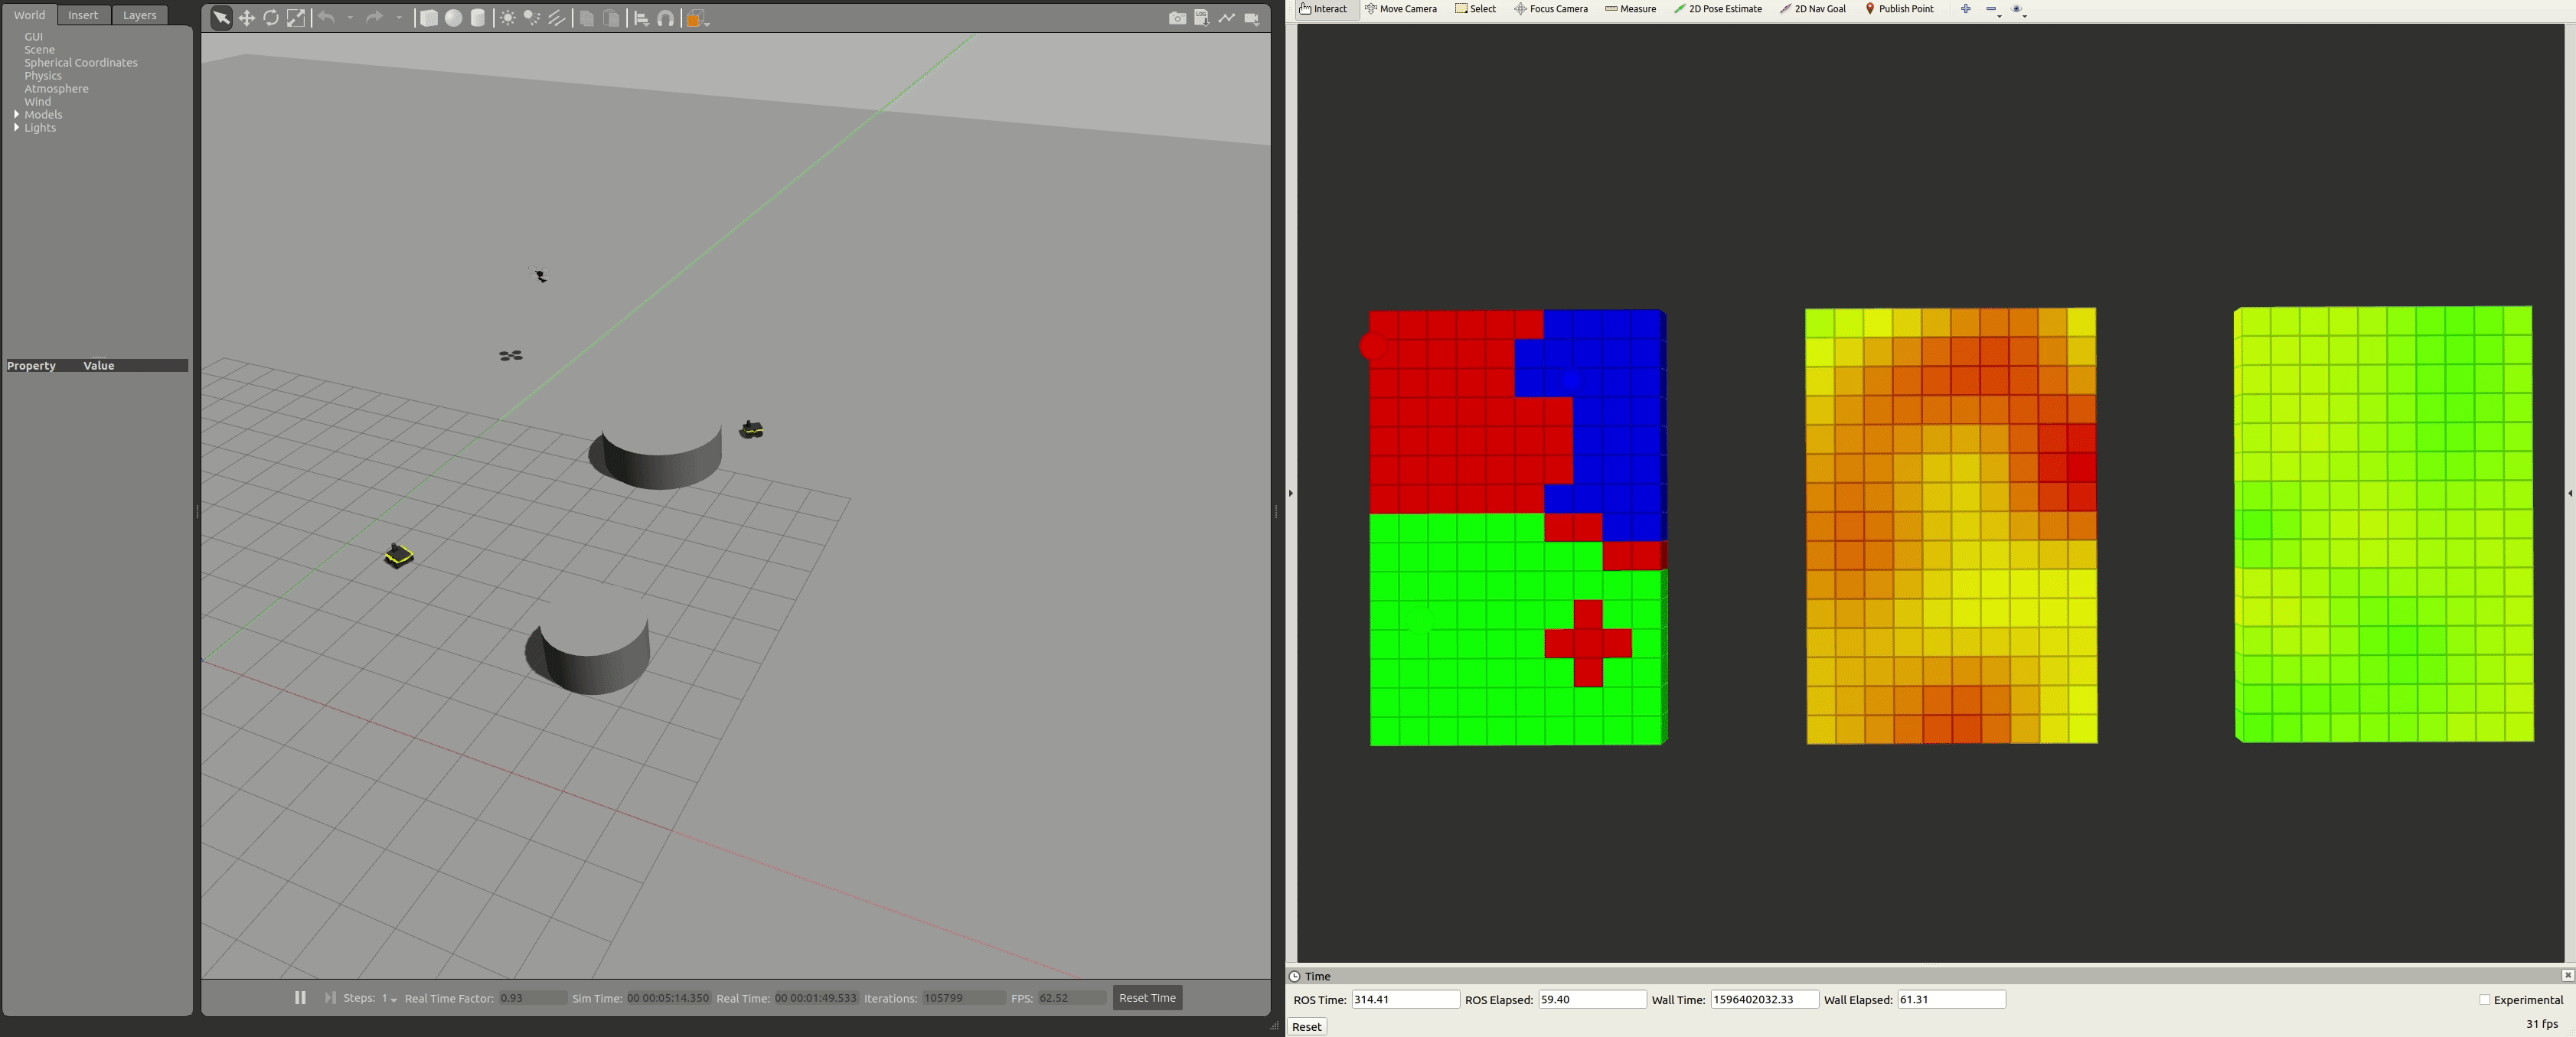 World Insert Layers
GUI
Scene
Spherical Coordinates
Physics
Atmosphere
Wind
Models
Lights
Property Value
Steps: 1 Real Time Factor: 0.93 Sim Time: 00 00:05:14.350 Real Time: 00 00:01:49.533 Iterations: 105799 FPS: 62.52 Reset Time
Interact Move Camera Select Focus Camera Measure 2D Pose Estimate 2D Nav Goal Publish Point
Time
ROS Time: 314.41 ROS Elapsed: 59.40 Wall Time: 1596402032.33 Wall Elapsed: 61.31 Experimental
Reset 31 fps